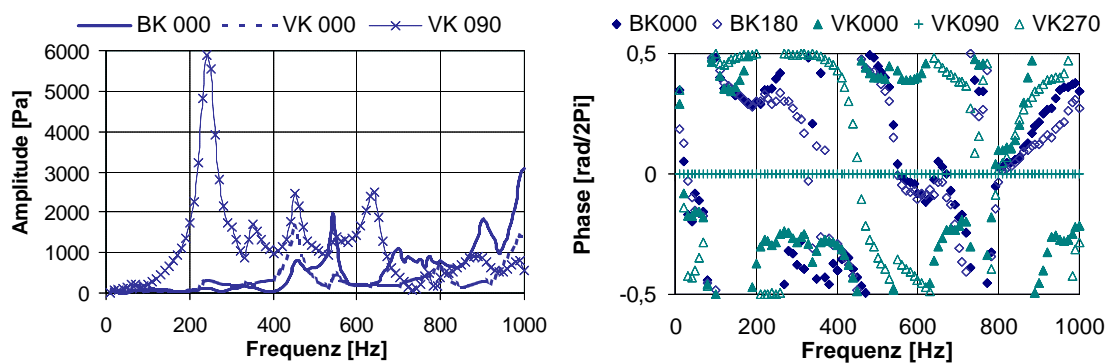 BK 000 VK 000 VK 090
6000
5000
4000
3000
2000
1000
0
0 200 400 600 800 1000
Amplitude [Pa]
Frequenz [Hz]
BK000 BK180 VK000 VK090 VK270
0,5
0
-0,5
0 200 400 600 800 1000
Phase [rad/2Pi]
Frequenz [Hz]